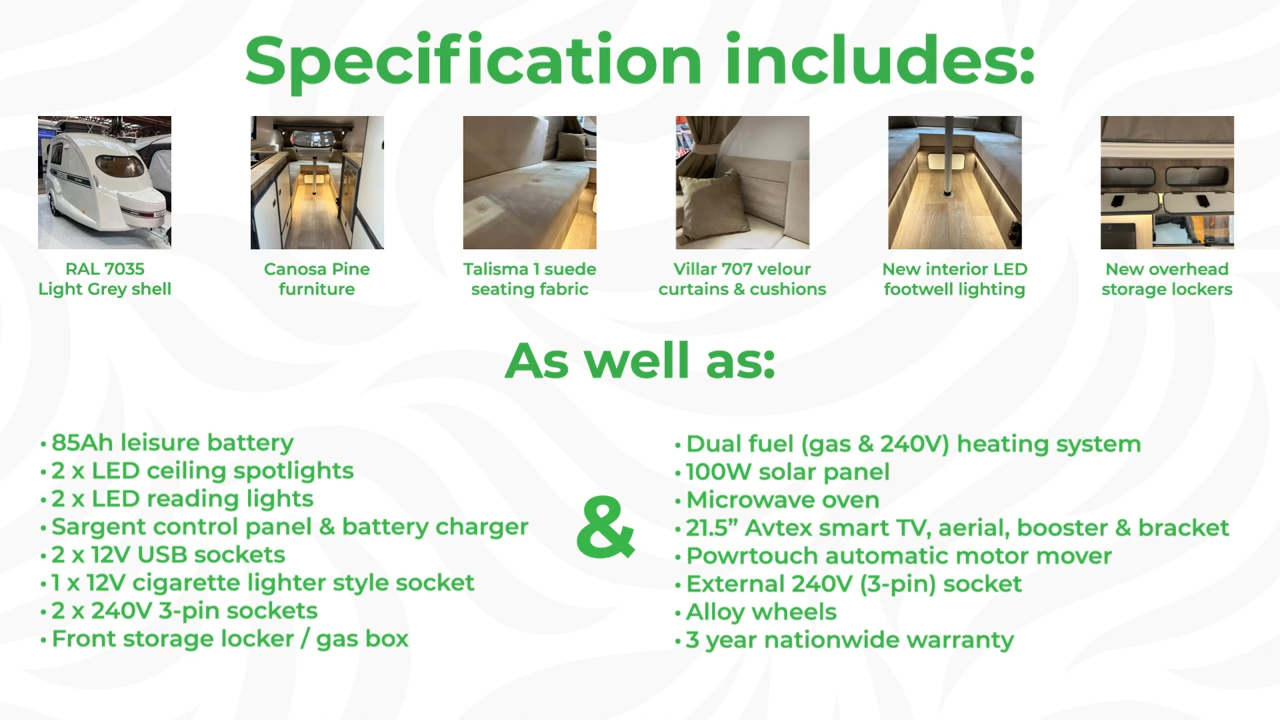 Specification includes:
RAL 7035
Light Grey shell
Canosa Pine
furniture
Talisma 1 suede
seating fabric
Villar 707 velour
curtains & cushions
New interior LED
footwell lighting
New overhead
storage lockers
As well as:
• 85Ah leisure battery
• 2 x LED ceiling spotlights
• 2 x LED reading lights
• Sargent control panel & battery charger
• 2 x 12V USB sockets
• 1 x 12V cigarette lighter style socket
• 2 x 240V 3-pin sockets
• Front storage locker / gas box
&
• Dual fuel (gas & 240V) heating system
• 100W solar panel
• Microwave oven
• 21.5” Avtex smart TV, aerial, booster & bracket
• Powrtouch automatic motor mover
• External 240V (3-pin) socket
• Alloy wheels
• 3 year nationwide warranty